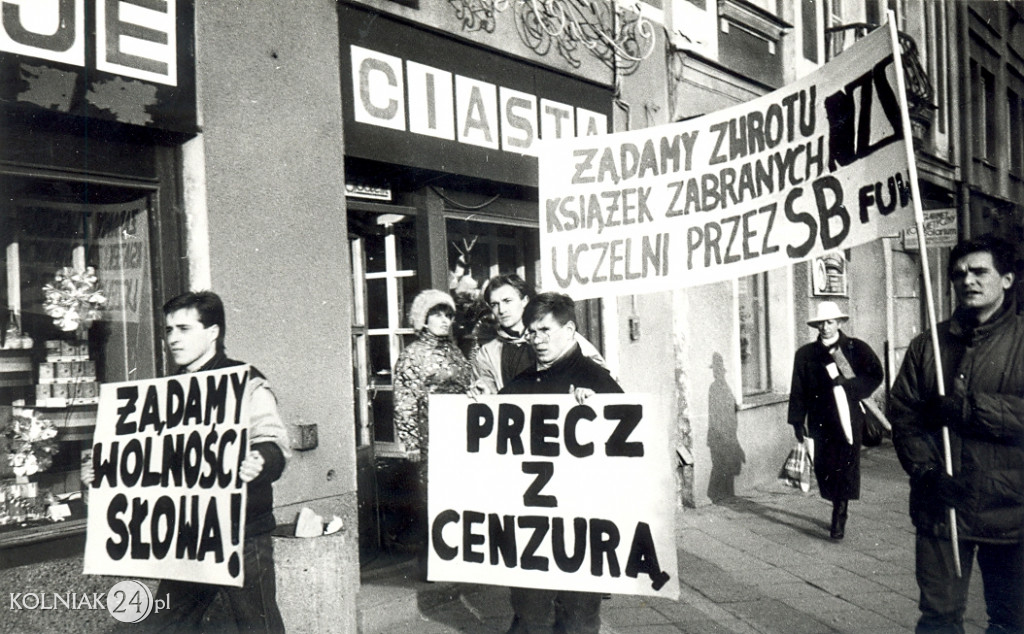 JE
CIASTA
ŻĄDAMY ZWROTU
KSIĄŻEK ZABRANYCH
UCZELNI PRZEZ SB
NZS
FUW
ŻĄDAMY
WOLNOŚCI
SŁOWA!
PRECZ
Z
CENZURĄ
KOLNIAK24.pl